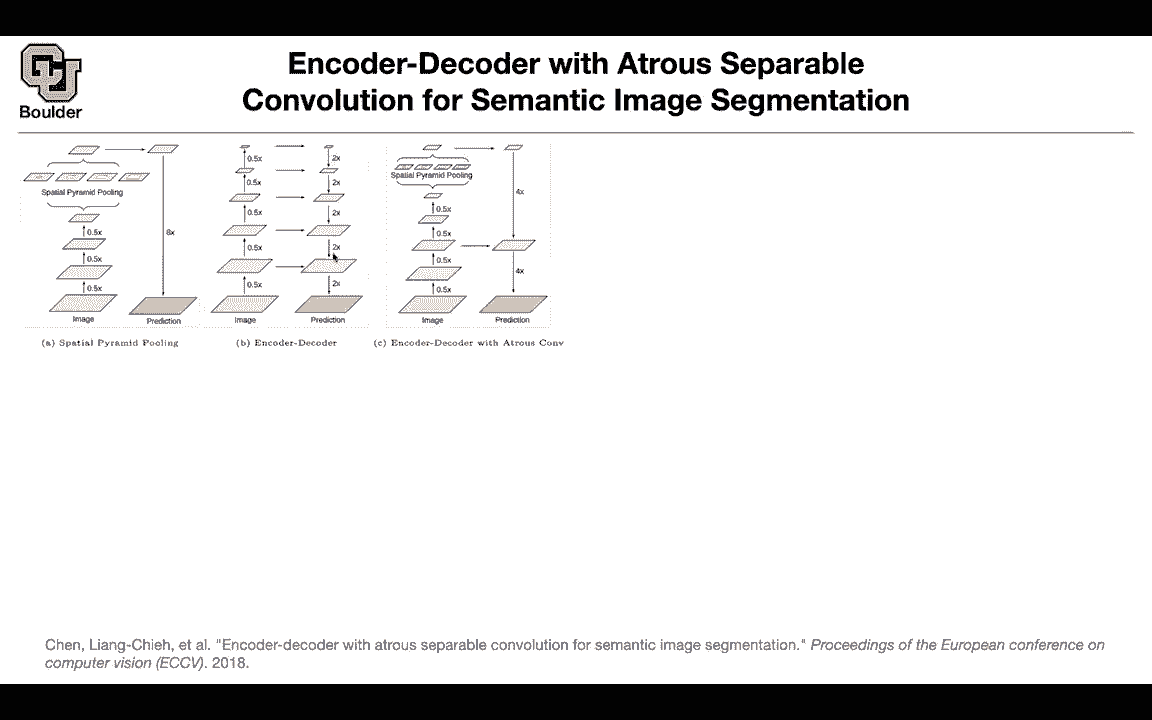 Boulder
Encoder-Decoder with Atrous Separable
Convolution for Semantic Image Segmentation
Spatial Pyramid Pooling
8x
0.5x
0.5x
0.5x
Image
Prediction
(a) Spatial Pyramid Pooling
0.5x
2x
0.5x
2x
0.5x
2x
0.5x
2x
0.5x
2x
Image
Prediction
(b) Encoder-Decoder
Spatial Pyramid Pooling
4x
0.5x
0.5x
4x
0.5x
0.5x
Image
Prediction
(c) Encoder-Decoder with Atrous Conv
Chen, Liang-Chieh, et al. "Encoder-decoder with atrous separable convolution for semantic image segmentation." Proceedings of the European conference on
computer vision (ECCV). 2018.